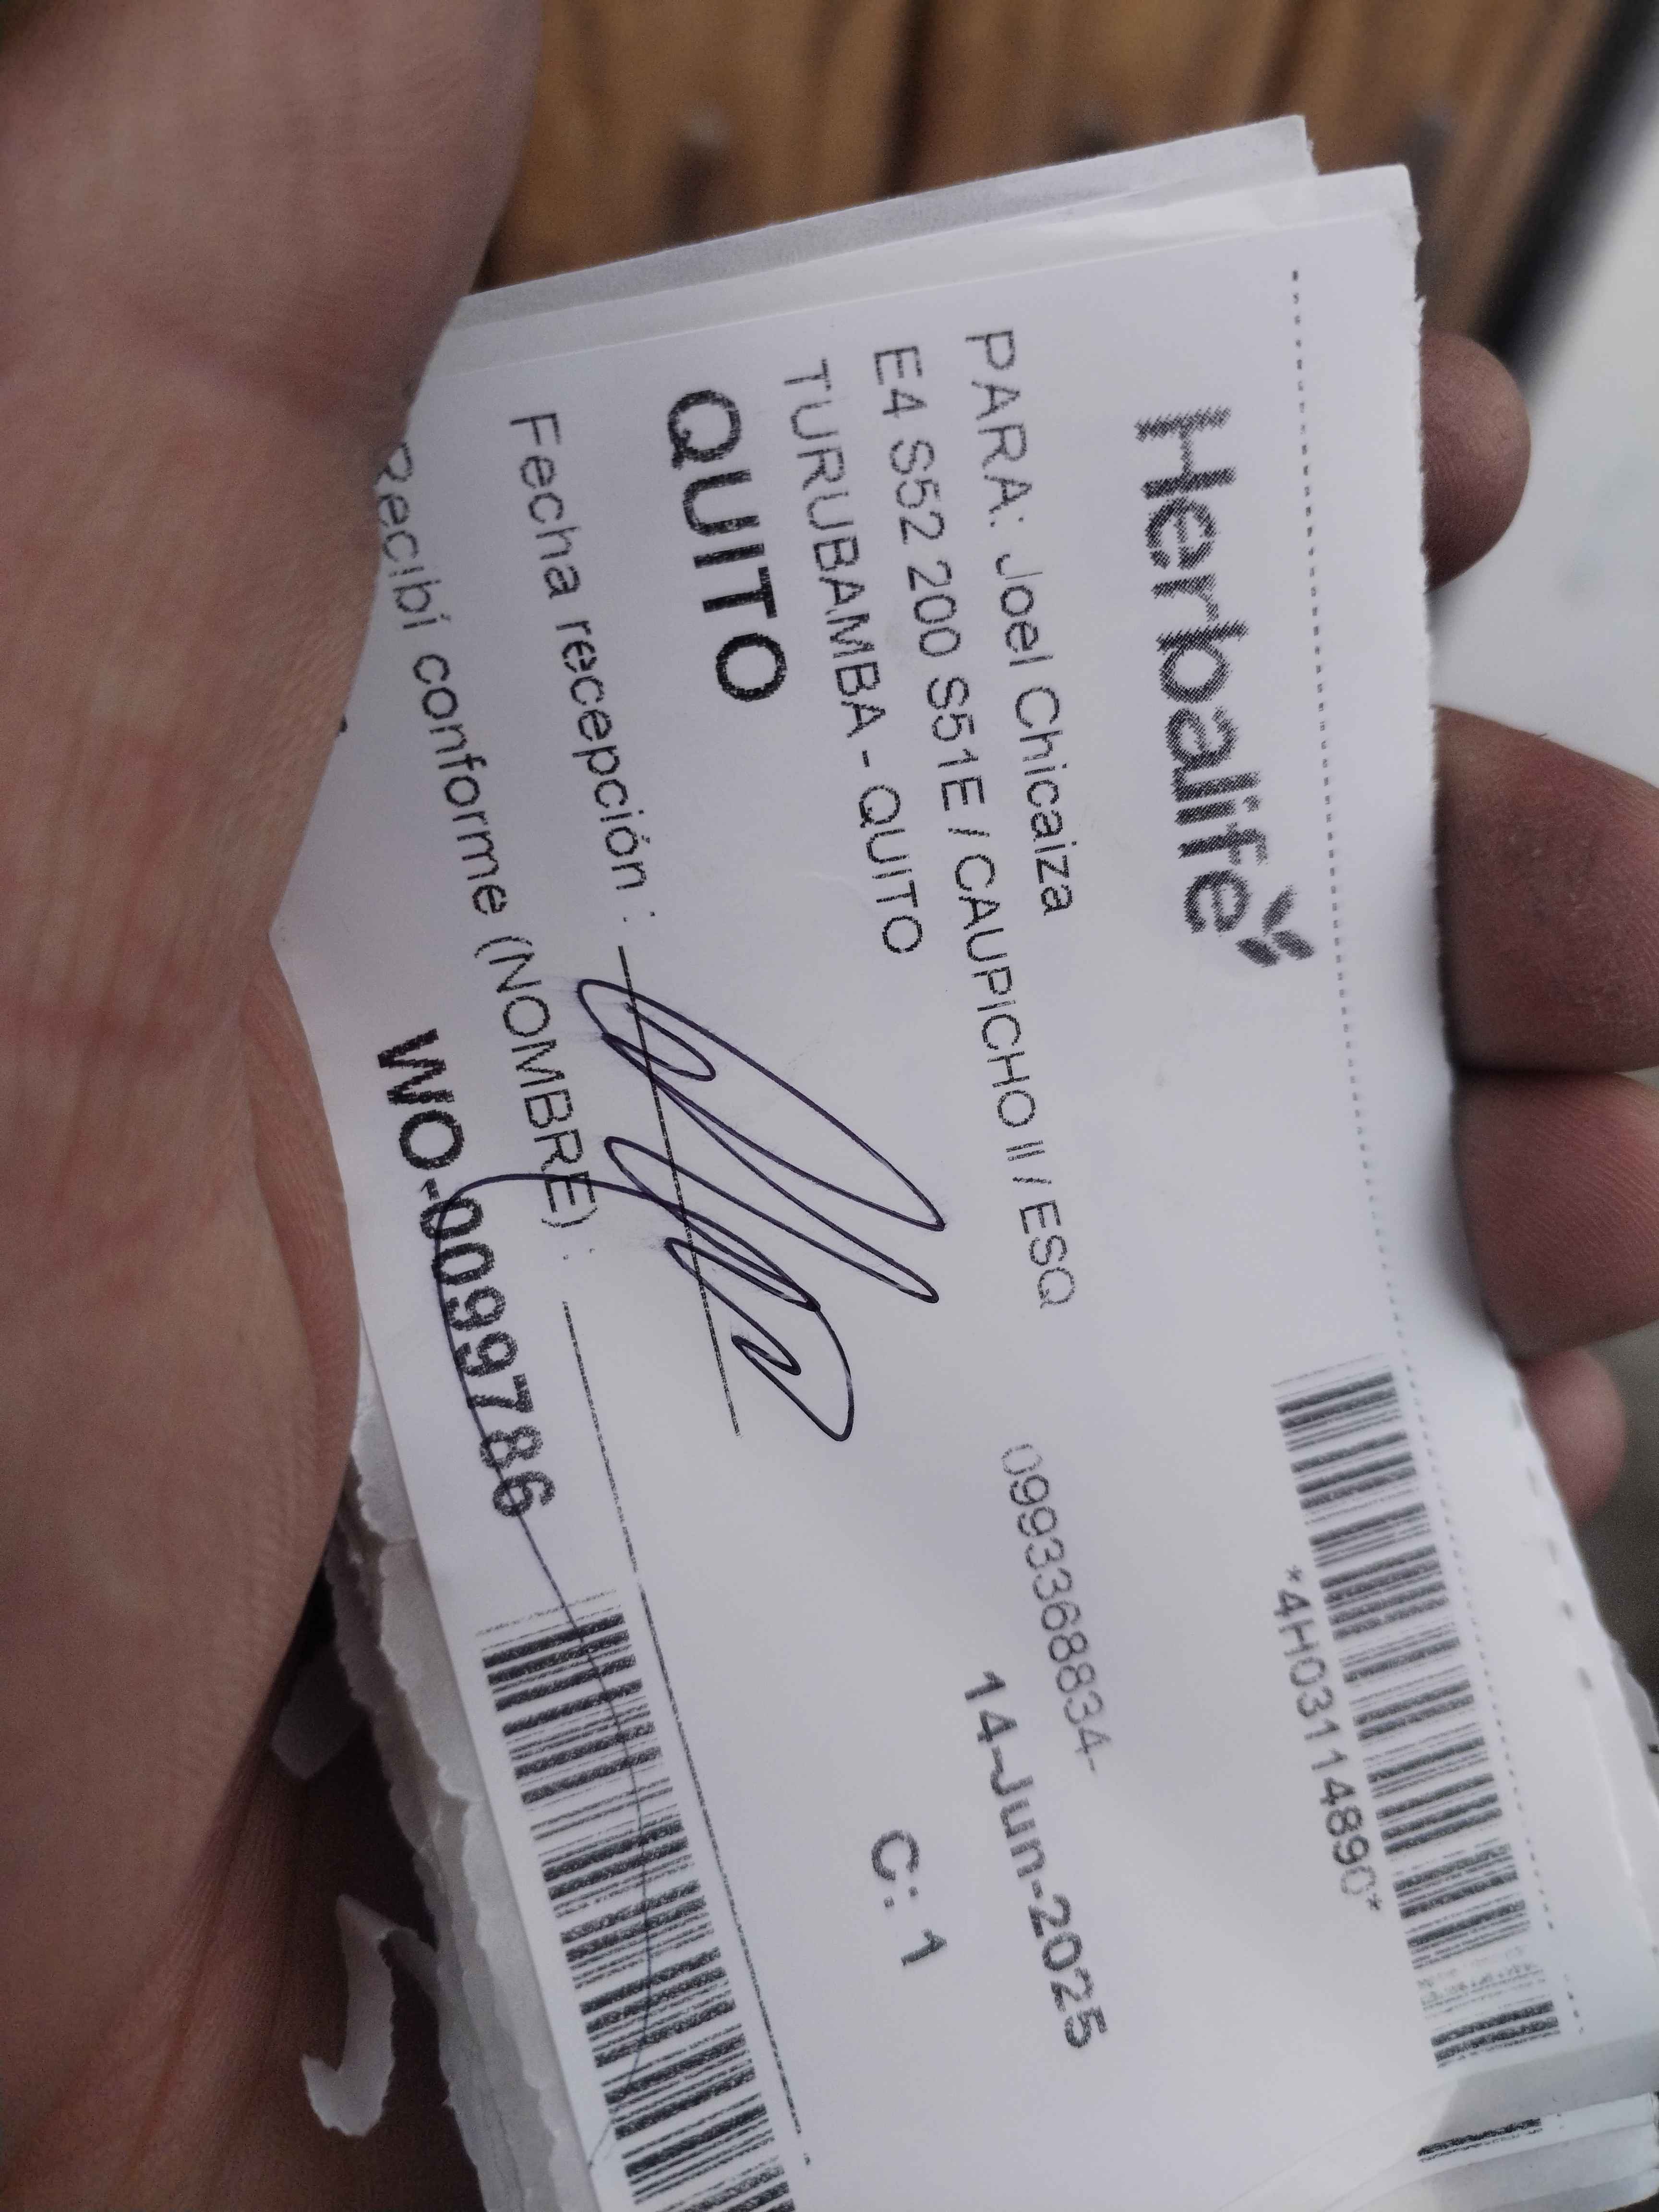 Herbalife
*4H03114890*
PARA: Joel Chicaiza
0993368834-
E4 S52 200 S51E / CAUPICHO II / ESQ
14-Jun-2025
TURUBAMBA - QUITO
C: 1
QUITO
Fecha recepción :
Recibí conforme (NOMBRE) :
WO-0099786